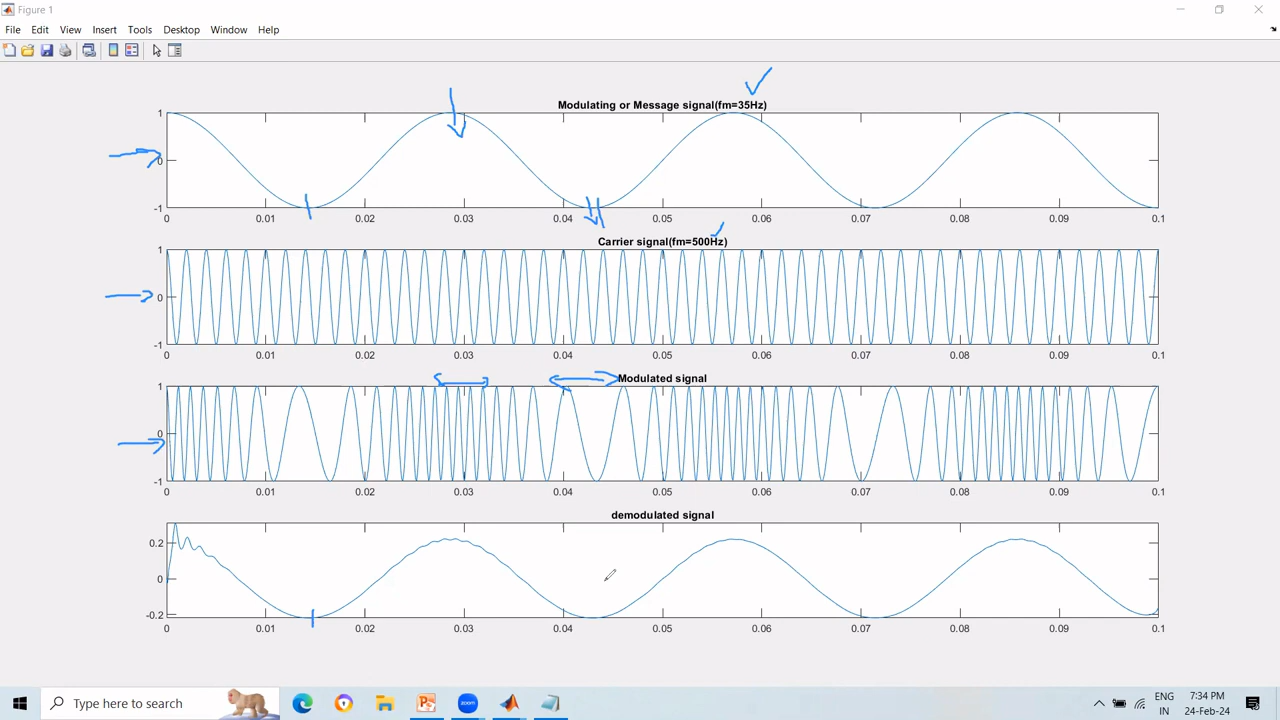 Figure 1
File Edit View Insert Tools Desktop Window Help
Modulating or Message signal(fm=35Hz)
1
0
-1
0 0.01 0.02 0.03 0.04 0.05 0.06 0.07 0.08 0.09 0.1
Carrier signal(fm=500Hz)
1
0
-1
0 0.01 0.02 0.03 0.04 0.05 0.06 0.07 0.08 0.09 0.1
Modulated signal
1
0
-1
0 0.01 0.02 0.03 0.04 0.05 0.06 0.07 0.08 0.09 0.1
demodulated signal
0.2
0
-0.2
0 0.01 0.02 0.03 0.04 0.05 0.06 0.07 0.08 0.09 0.1
Type here to search
zoom
ENG
IN
7:34 PM
24-Feb-24